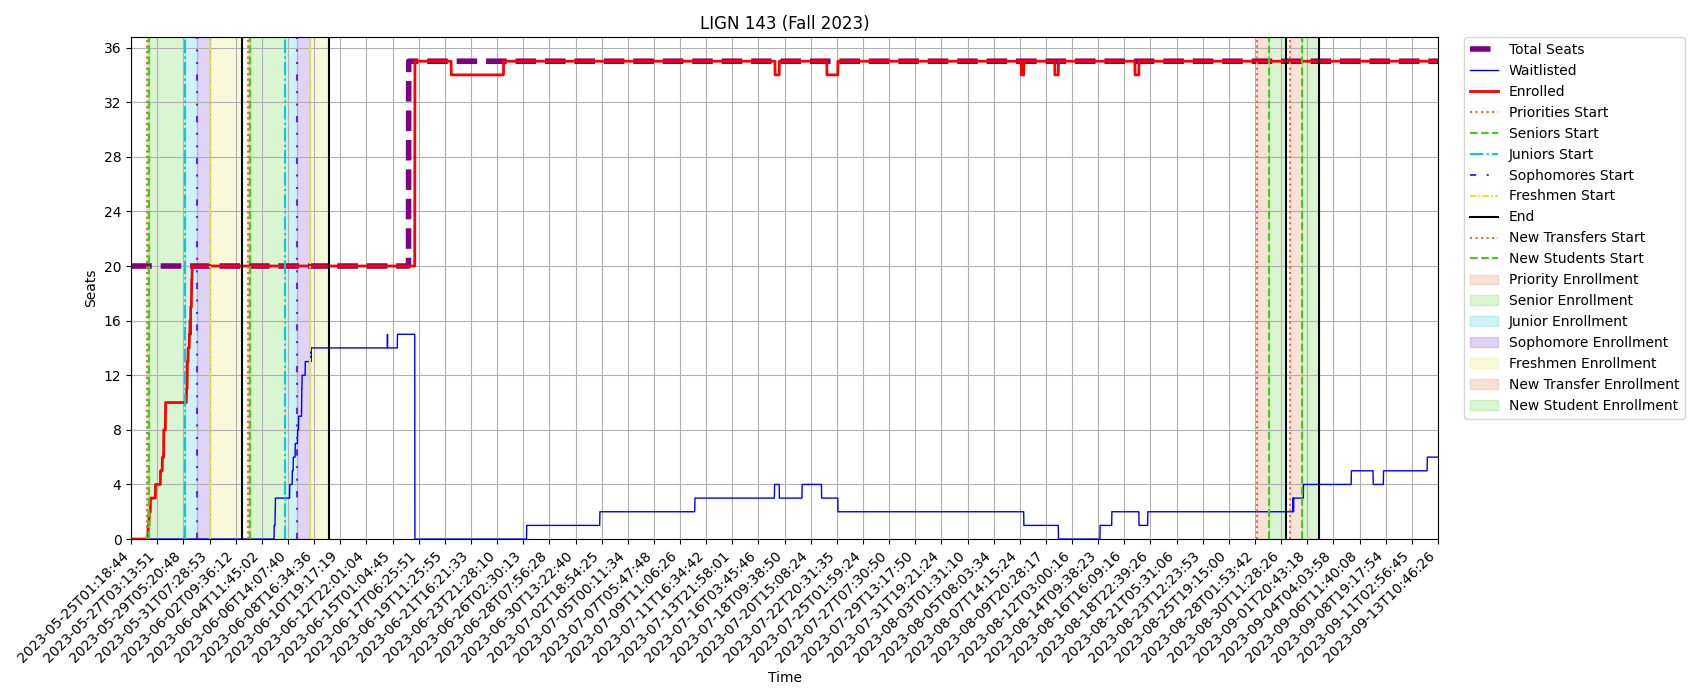 LIGN 143 (Fall 2023)
Seats
36
32
28
24
20
16
12
8
4
0
2023-05-25T01:18:44
2023-05-27T03:13:51
2023-05-29T05:20:48
2023-05-31T07:28:53
2023-06-02T09:36:12
2023-06-04T11:45:02
2023-06-06T14:07:40
2023-06-08T16:34:36
2023-06-10T19:17:19
2023-06-12T22:01:04
2023-06-15T01:04:45
2023-06-17T06:25:51
2023-06-19T11:25:55
2023-06-21T16:21:33
2023-06-23T21:28:10
2023-06-26T02:30:13
2023-06-28T07:56:28
2023-06-30T13:22:40
2023-07-02T18:54:25
2023-07-05T00:11:34
2023-07-07T05:47:48
2023-07-09T11:06:26
2023-07-11T16:34:42
2023-07-13T21:58:01
2023-07-16T03:45:46
2023-07-18T09:38:50
2023-07-20T15:08:24
2023-07-22T20:31:35
2023-07-25T01:59:24
2023-07-27T07:30:50
2023-07-29T13:17:50
2023-07-31T19:21:24
2023-08-03T01:31:10
2023-08-05T08:03:34
2023-08-07T14:15:24
2023-08-09T20:28:17
2023-08-12T03:00:16
2023-08-14T09:38:23
2023-08-16T16:09:16
2023-08-18T22:39:26
2023-08-21T05:31:06
2023-08-23T12:23:53
2023-08-25T19:15:00
2023-08-28T01:53:42
2023-08-30T11:28:26
2023-09-01T20:43:18
2023-09-04T04:03:58
2023-09-06T11:40:08
2023-09-08T19:17:54
2023-09-11T02:56:45
2023-09-13T10:46:26
Time
Total Seats
Waitlisted
Enrolled
Priorities Start
Seniors Start
Juniors Start
Sophomores Start
Freshmen Start
End
New Transfers Start
New Students Start
Priority Enrollment
Senior Enrollment
Junior Enrollment
Sophomore Enrollment
Freshmen Enrollment
New Transfer Enrollment
New Student Enrollment